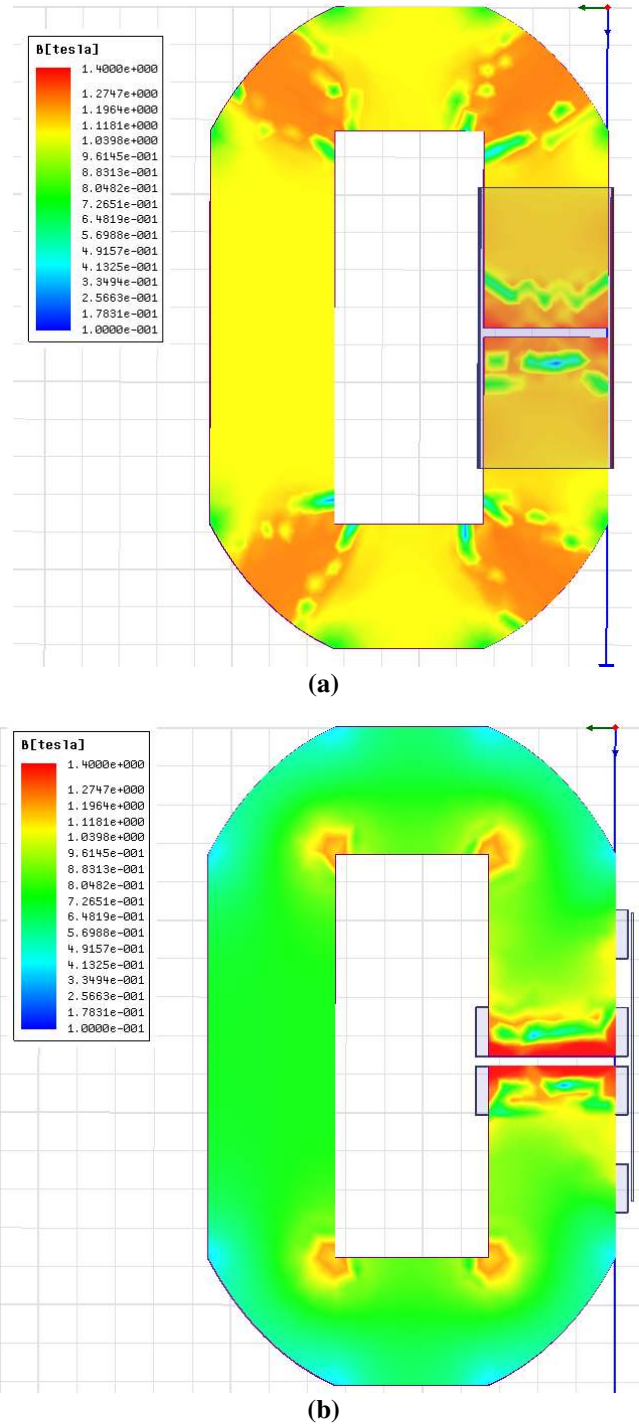 B[tesla]
1.4000e+000
1.2747e+000
1.1964e+000
1.1181e+000
1.0398e+000
9.6145e-001
8.8313e-001
8.0482e-001
7.2651e-001
6.4819e-001
5.6988e-001
4.9157e-001
4.1325e-001
3.3494e-001
2.5663e-001
1.7831e-001
1.0000e-001
(a)
B[tesla]
1.4000e+000
1.2747e+000
1.1964e+000
1.1181e+000
1.0398e+000
9.6145e-001
8.8313e-001
8.0482e-001
7.2651e-001
6.4819e-001
5.6988e-001
4.9157e-001
4.1325e-001
3.3494e-001
2.5663e-001
1.7831e-001
1.0000e-001
(b)